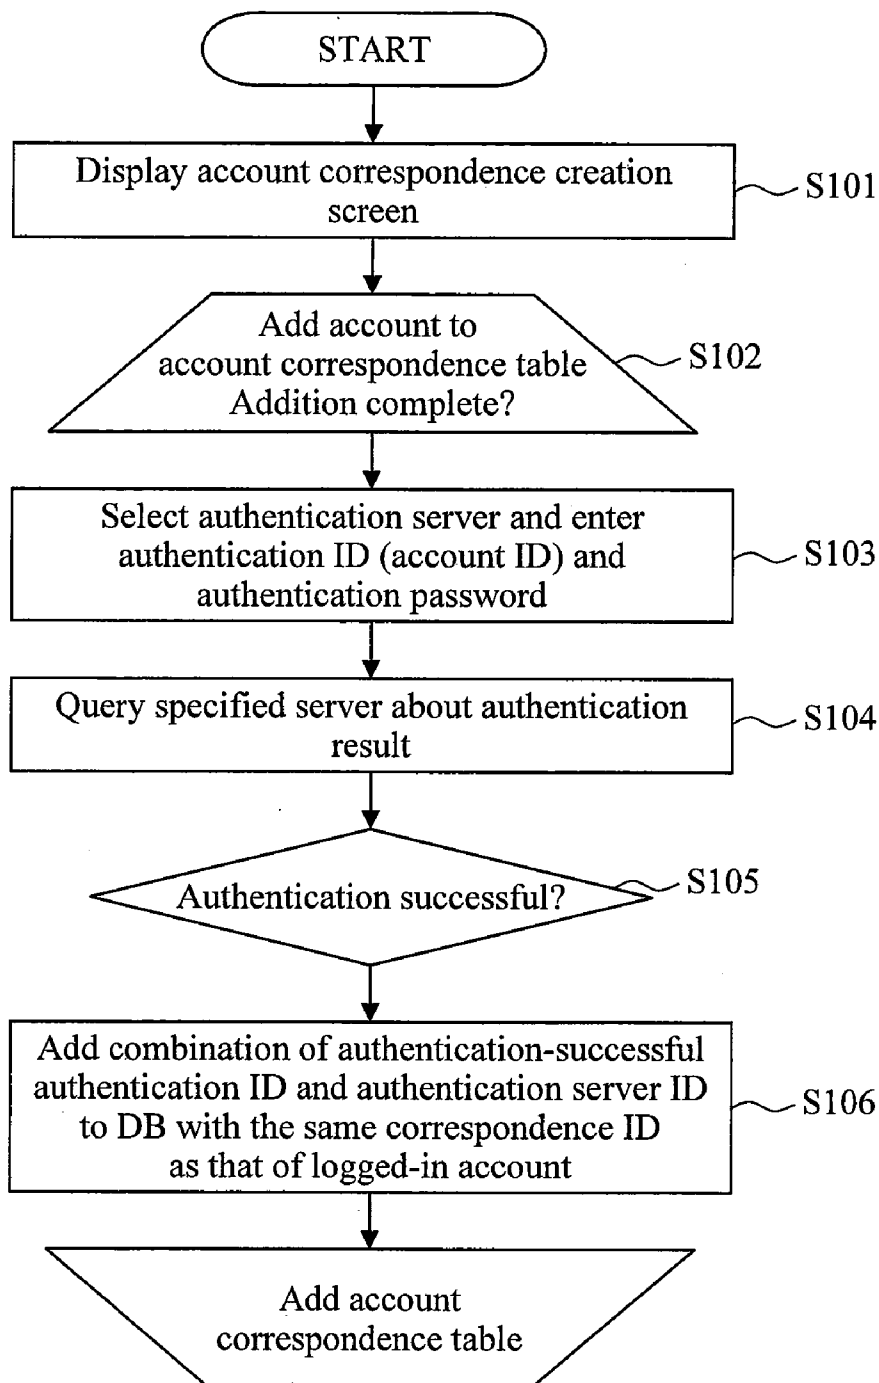 START
Display account correspondence creation
screen
S101
Add account to
account correspondence table
Addition complete?
S102
Select authentication server and enter
authentication ID (account ID) and
authentication password
S103
Query specified server about authentication
result
S104
Authentication successful?
S105
Add combination of authentication-successful
authentication ID and authentication server ID
to DB with the same correspondence ID
as that of logged-in account
S106
Add account
correspondence table